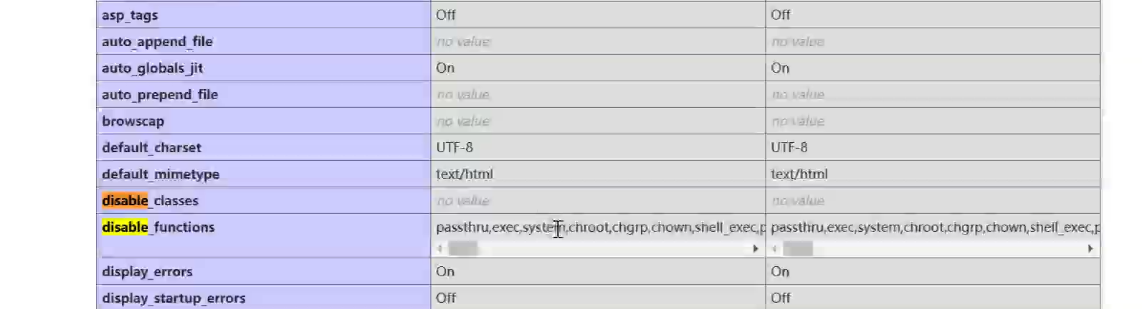 asp_tags Off Off
auto_append_file no value no value
auto_globals_jit On On
auto_prepend_file no value no value
browscap no value no value
default_charset UTF-8 UTF-8
default_mimetype text/html text/html
disable_classes no value no value
disable_functions passthru,exec,system,chroot,chgrp,chown,shell_exec,p passthru,exec,system,chroot,chgrp,chown,shell_exec,p
display_errors On On
display_startup_errors Off Off